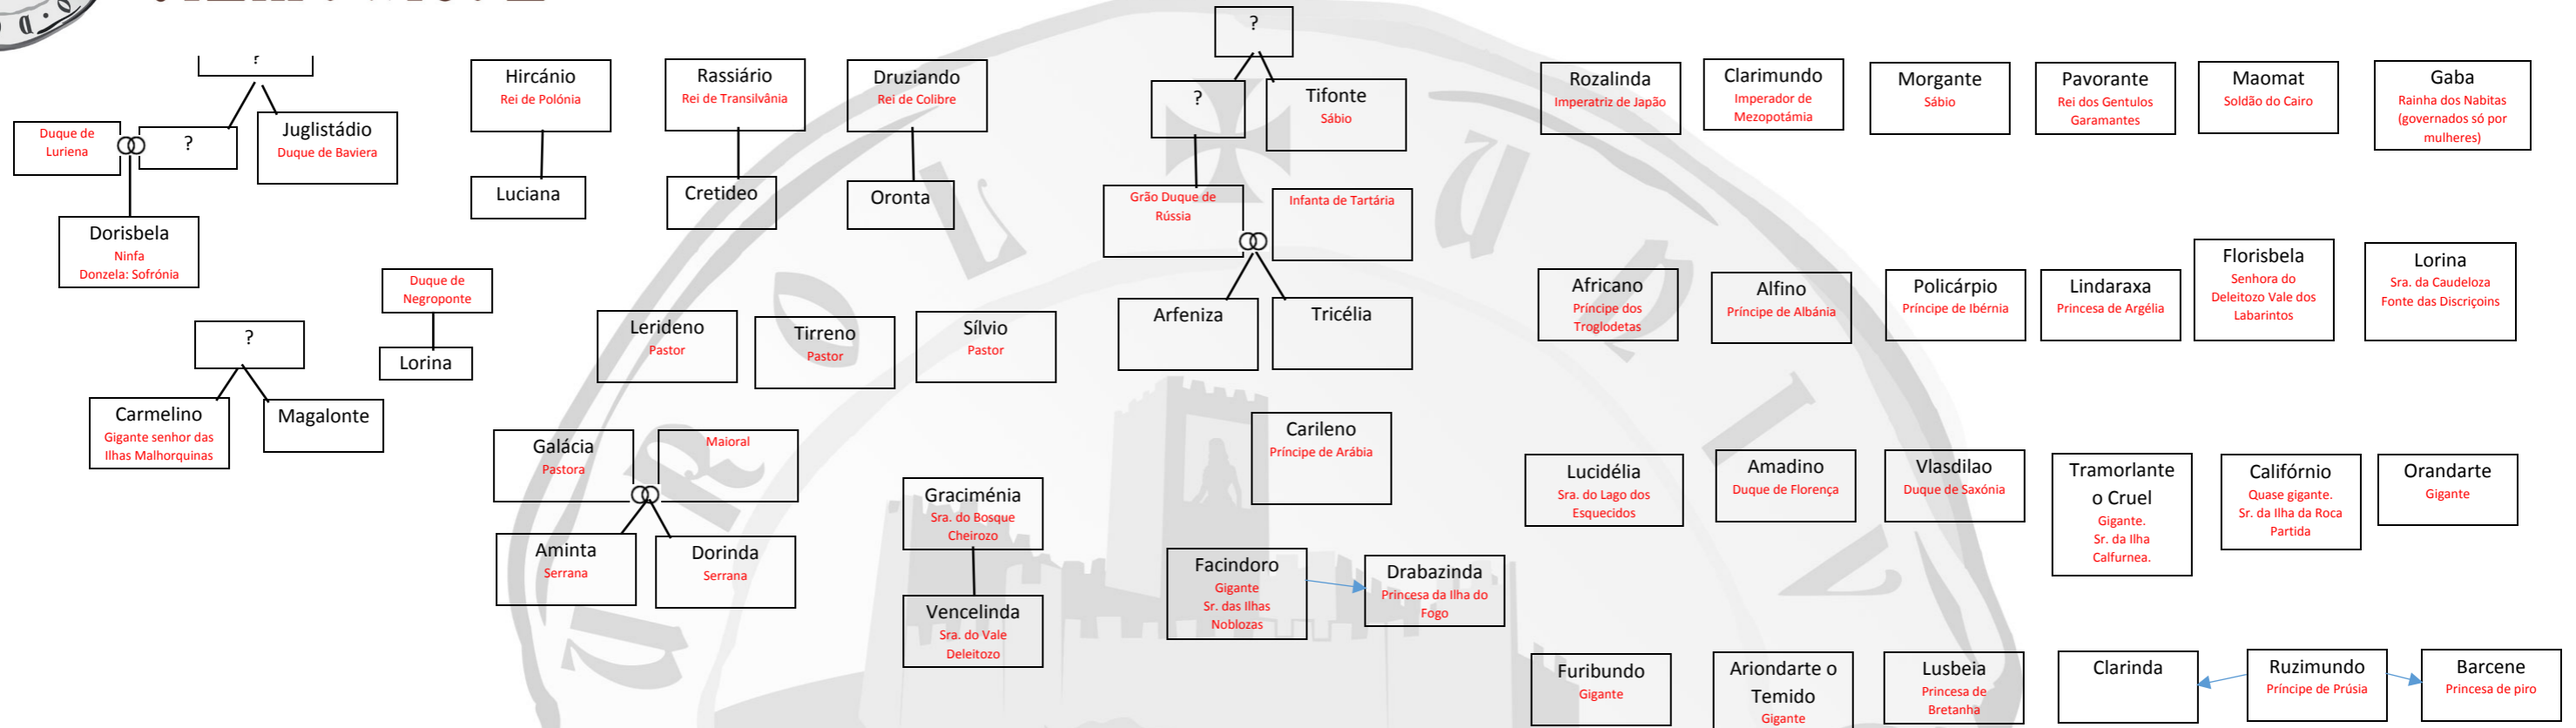 ?
?
Duque de
Luriena
?
Juglistádio
Duque de Baviera
Dorisbela
Ninfa
Donzela: Sofrónia
Hircánio
Rei de Polónia
Luciana
Rassiário
Rei de Transilvânia
Cretideo
Druziando
Rei de Colibre
Oronta
?
Tifonte
Sábio
Grão Duque de
Rússia
Infanta de Tartária
Arfeniza
Tricélia
Rozalinda
Imperatriz de Japão
Clarimundo
Imperador de
Mezopotámia
Morgante
Sábio
Pavorante
Rei dos Gentulos
Garamantes
Maomat
Soldão do Cairo
Gaba
Rainha dos Nabitas
(governados só por
mulheres)
Duque de
Negroponte
Lorina
?
Carmelino
Gigante senhor das
Ilhas Malhorquinas
Magalonte
Lerideno
Pastor
Tirreno
Pastor
Sílvio
Pastor
Africano
Príncipe dos
Trogloditas
Alfino
Príncipe de Albánia
Policárpio
Príncipe de Ibérnia
Lindaraxa
Princesa de Argélia
Florisbela
Senhora do
Deleitozo Vale dos
Labarintos
Lorina
Sra. da Caudeloza
Fonte das Discriçoins
Galácia
Pastora
Maioral
Aminta
Serrana
Dorinda
Serrana
Graciménia
Sra. do Bosque
Cheirozo
Vencelinda
Sra. do Vale
Deleitozo
Carileno
Príncipe de Arábia
Facindoro
Gigante
Sr. das Ilhas
Noblozas
Drabazinda
Princesa da Ilha do
Fogo
Lucidélia
Sra. do Lago dos
Esquecidos
Amadino
Duque de Florença
Vlasdilao
Duque de Saxónia
Tramorlante
o Cruel
Gigante.
Sr. da Ilha
Calfurnea.
Califórnio
Quase gigante.
Sr. da Ilha da Roca
Partida
Orandarte
Gigante
Furibundo
Gigante
Ariondarte o
Temido
Gigante
Lusbeia
Princesa de
Bretanha
Clarinda
Ruzimundo
Príncipe de Prúsia
Barcene
Princesa de piro